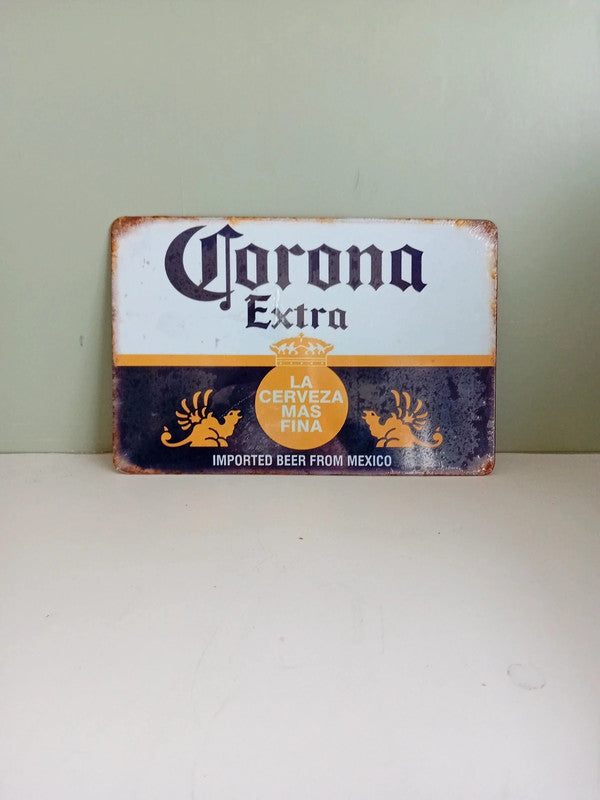 Corona
Extra
LA
CERVEZA
MAS
FINA
IMPORTED BEER FROM MEXICO